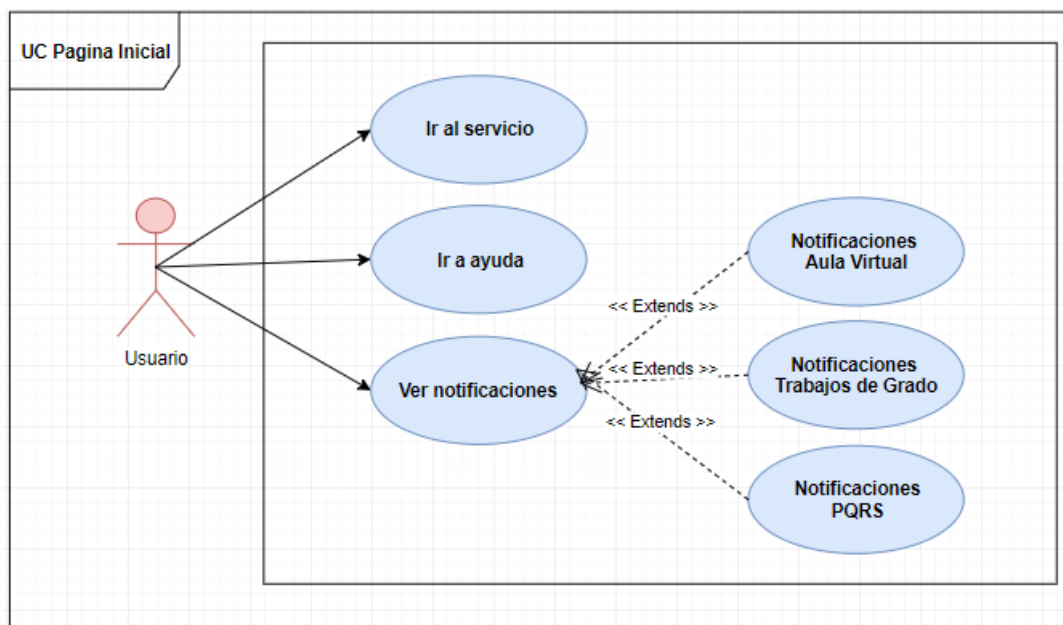 UC Pagina Inicial
Ir al servicio
Ir a ayuda
Ver notificaciones
Usuario
<< Extends >>
<< Extends >>
<< Extends >>
Notificaciones
Aula Virtual
Notificaciones
Trabajos de Grado
Notificaciones
PQRS